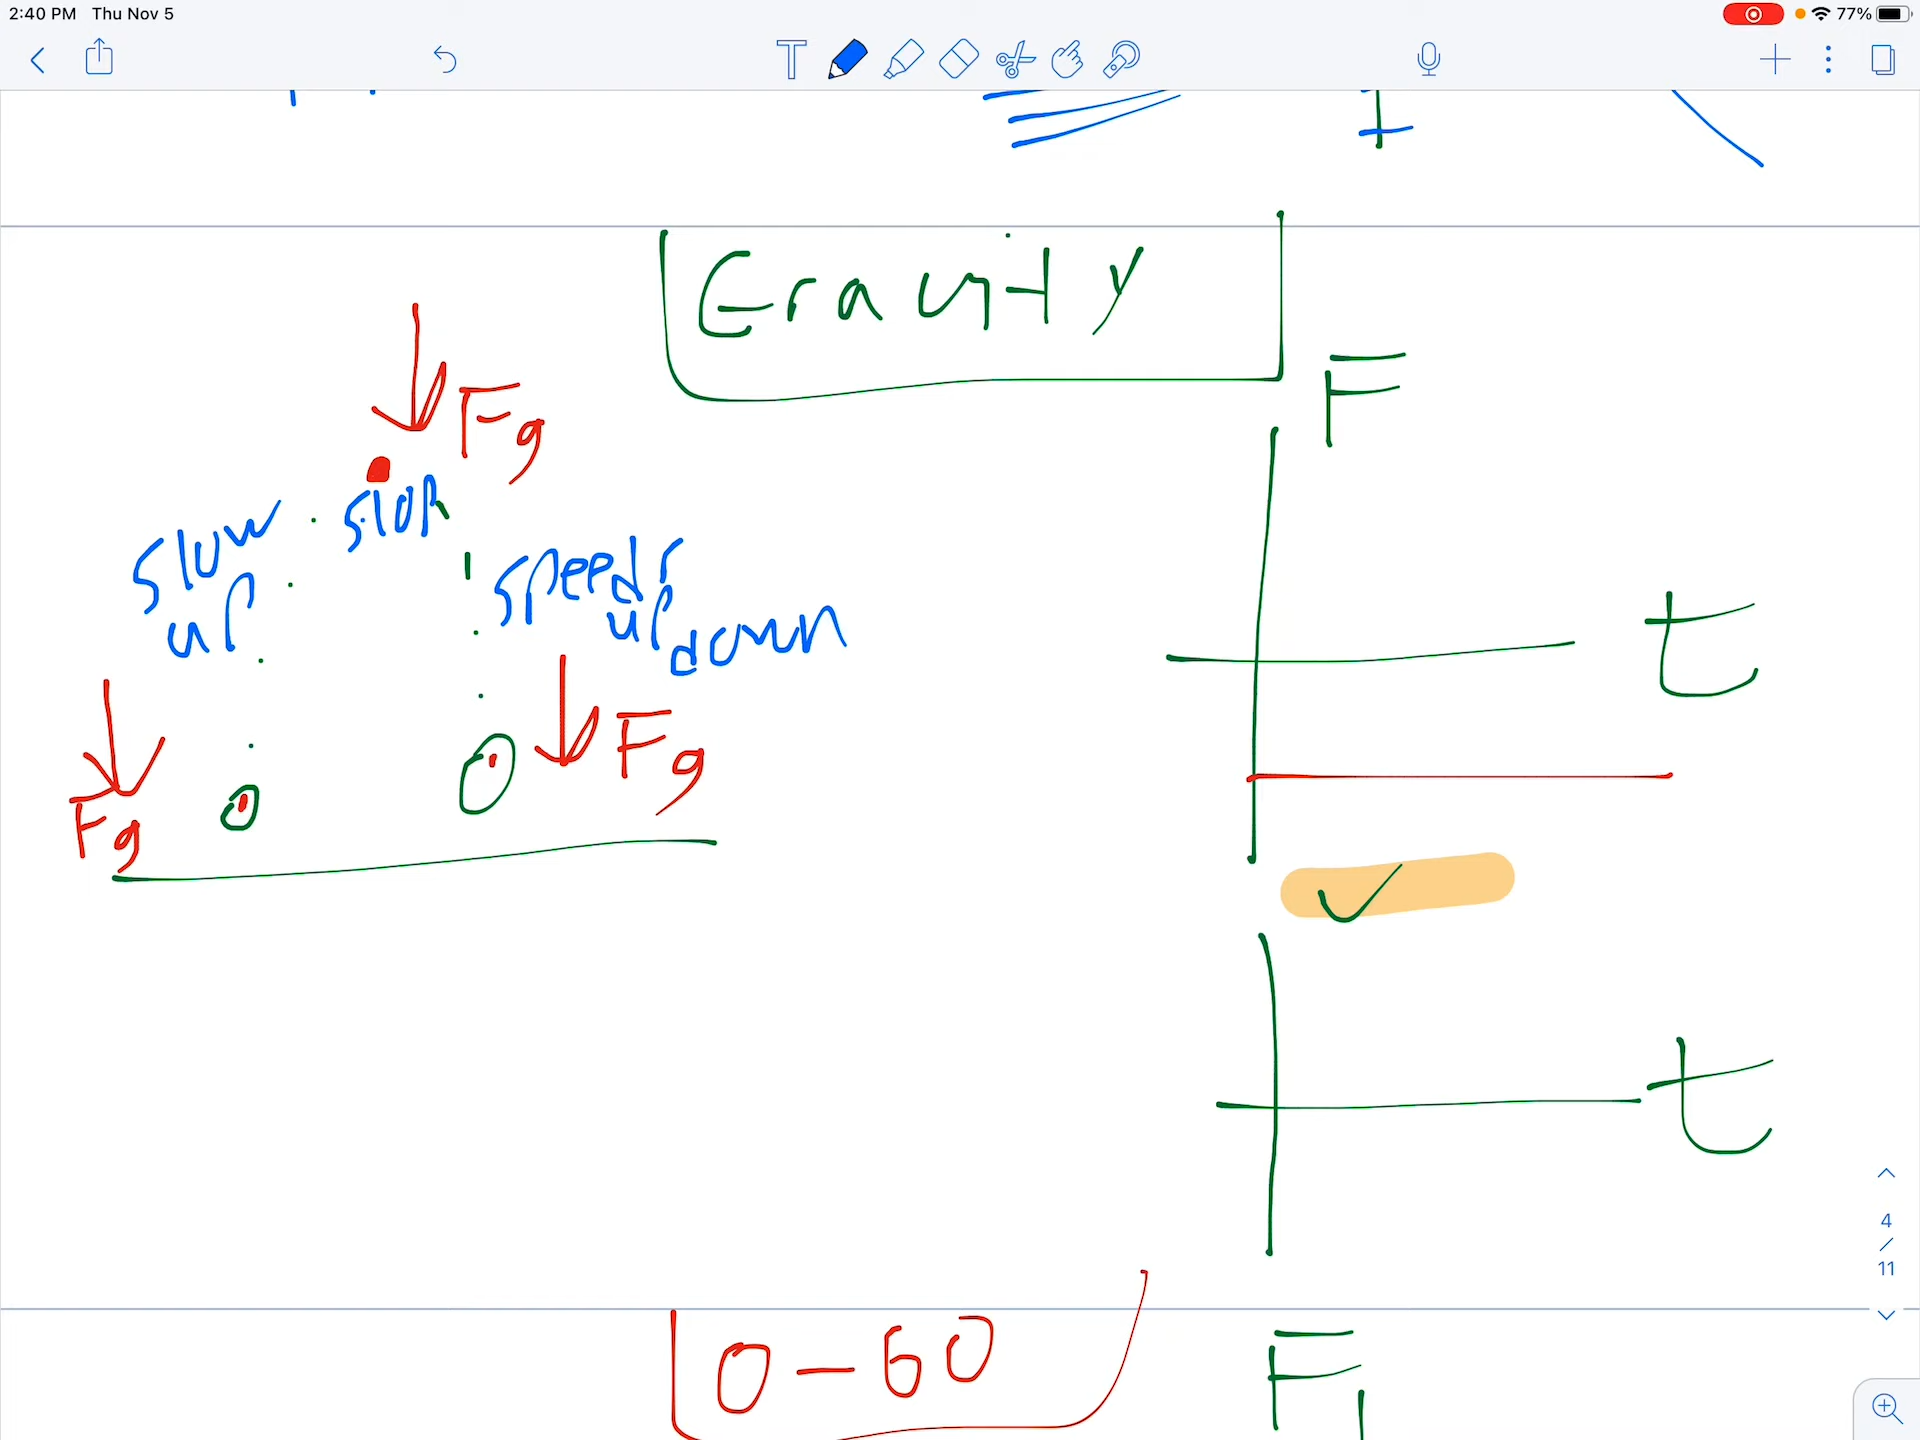 2:40 PM Thu Nov 5
77%
T
Gravity
F
Fg
slow up
stop
speeds up down
t
Fg
Fg
✓
t
4
/
11
0-60
F